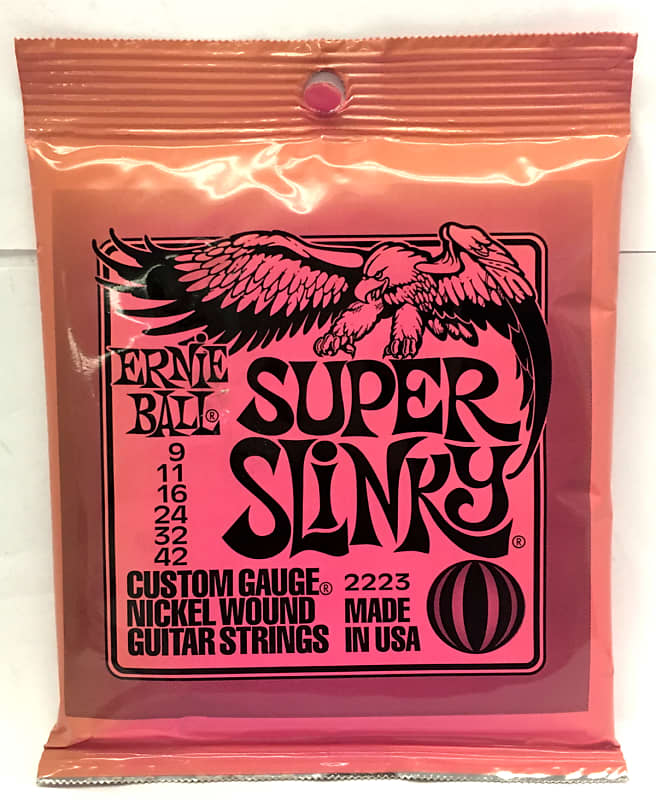 ERNiE
BALL®
SUPER
SLiNKY®
9
11
16
24
32
42
CUSTOM GAUGE®
NICKEL WOUND
GUITAR STRINGS
2223
MADE
IN USA